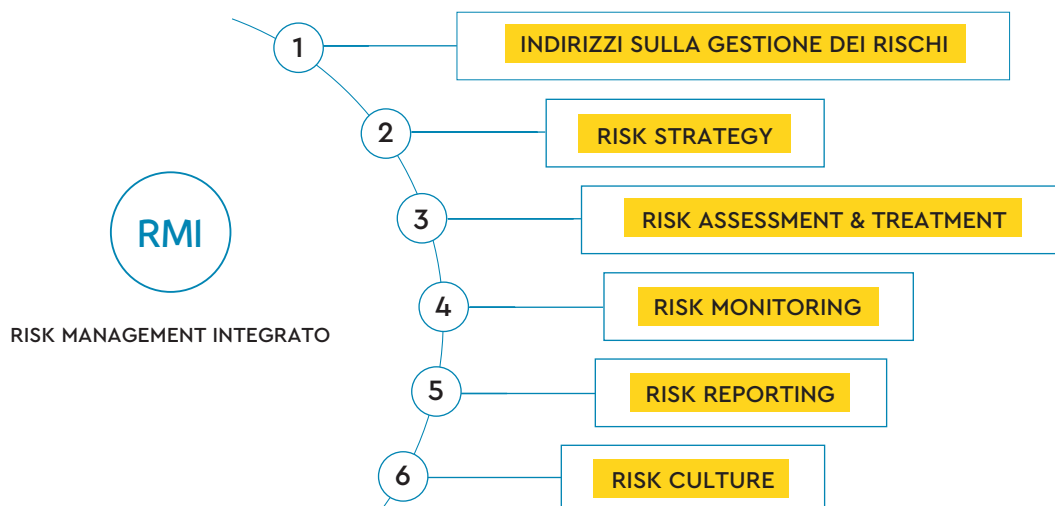 1
INDIRIZZI SULLA GESTIONE DEI RISCHI
2
RISK STRATEGY
3
RISK ASSESSMENT & TREATMENT
RMI
RISK MANAGEMENT INTEGRATO
4
RISK MONITORING
5
RISK REPORTING
6
RISK CULTURE